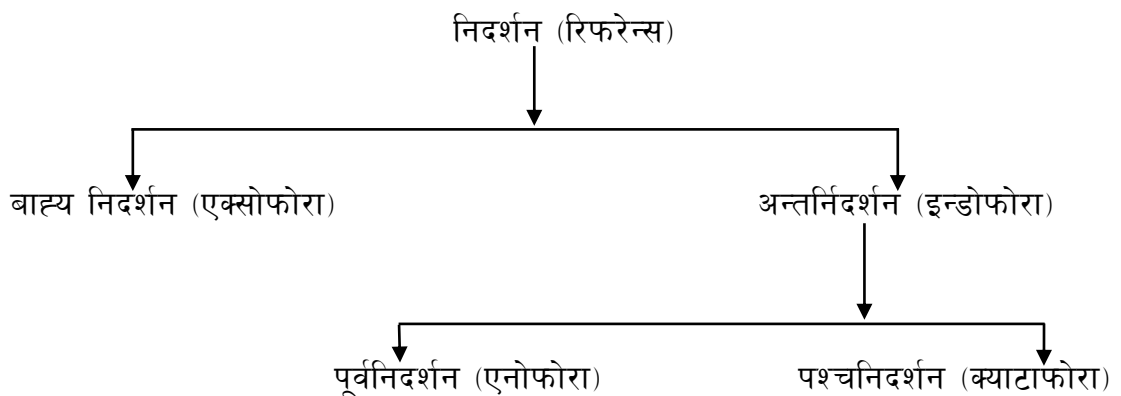 निदर्शन (रिफरेन्स)
बाह्य निदर्शन (एक्सोफोरा) अन्तर्निदर्शन (इन्डोफोरा)
पूर्वनिदर्शन (एनोफोरा) पश्चनिदर्शन (क्याटाफोरा)